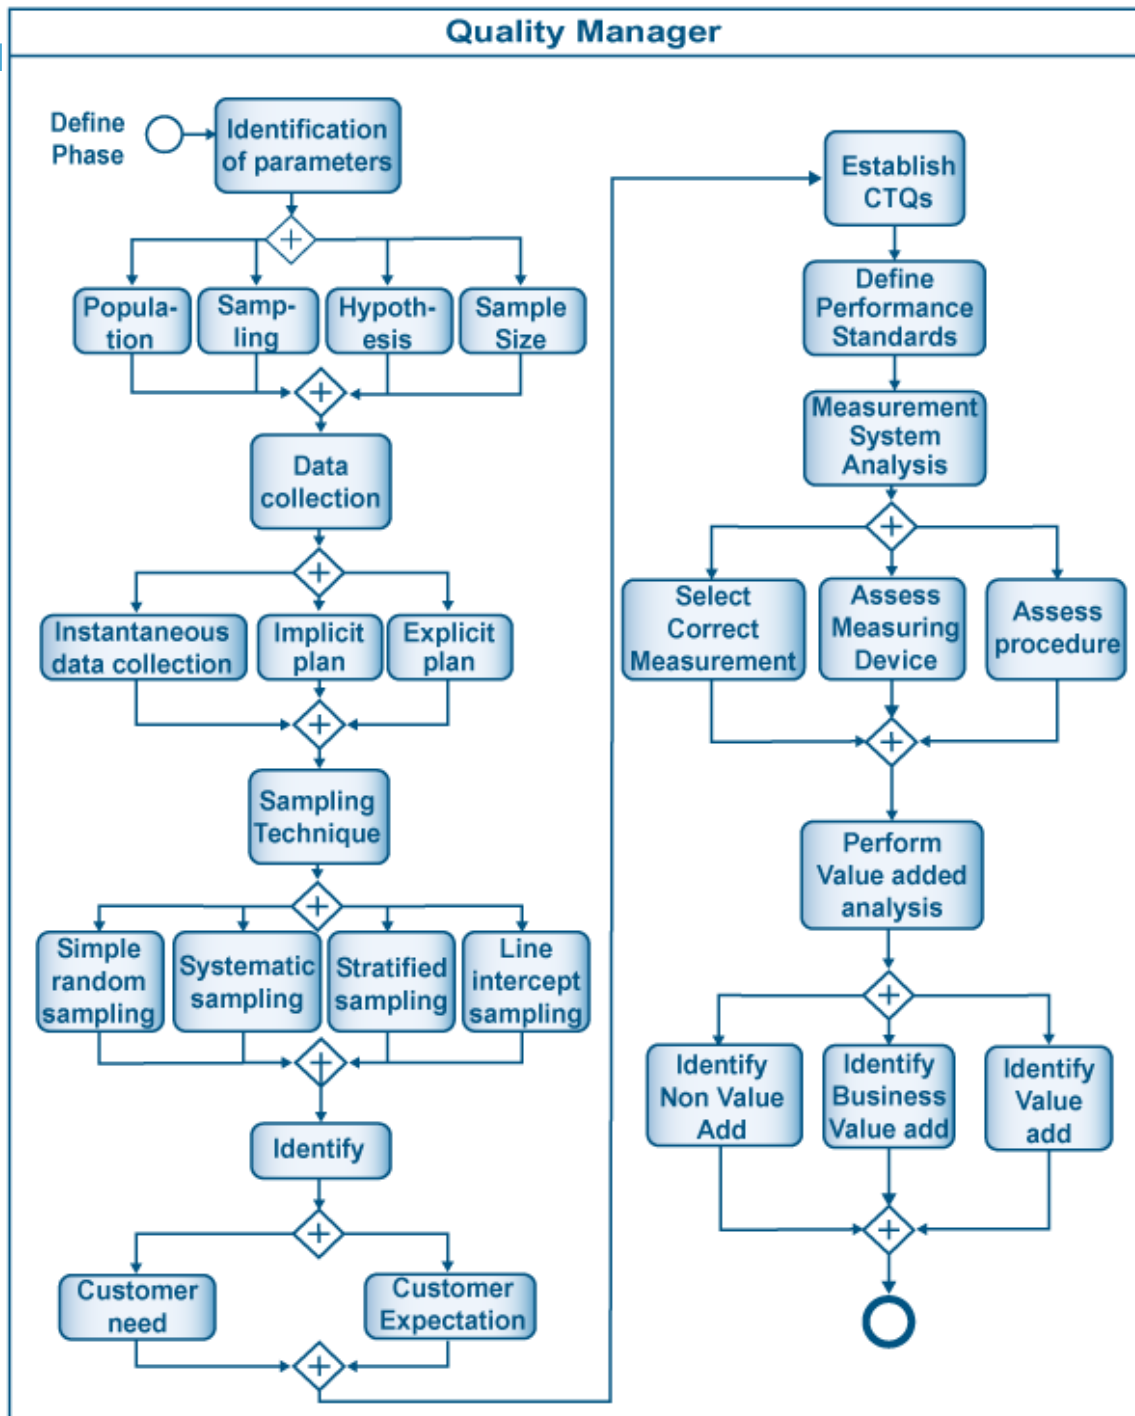 Quality Manager
Define
Phase
Identification
of parameters
Popula-
tion
Samp-
ling
Hypoth-
esis
Sample
Size
Data
collection
Instantaneous
data collection
Implicit
plan
Explicit
plan
Sampling
Technique
Simple
random
sampling
Systematic
sampling
Stratified
sampling
Line
intercept
sampling
Identify
Customer
need
Customer
Expectation
Establish
CTQs
Define
Performance
Standards
Measurement
System
Analysis
Select
Correct
Measurement
Assess
Measuring
Device
Assess
procedure
Perform
Value added
analysis
Identify
Non Value
Add
Identify
Business
Value add
Identify
Value
add